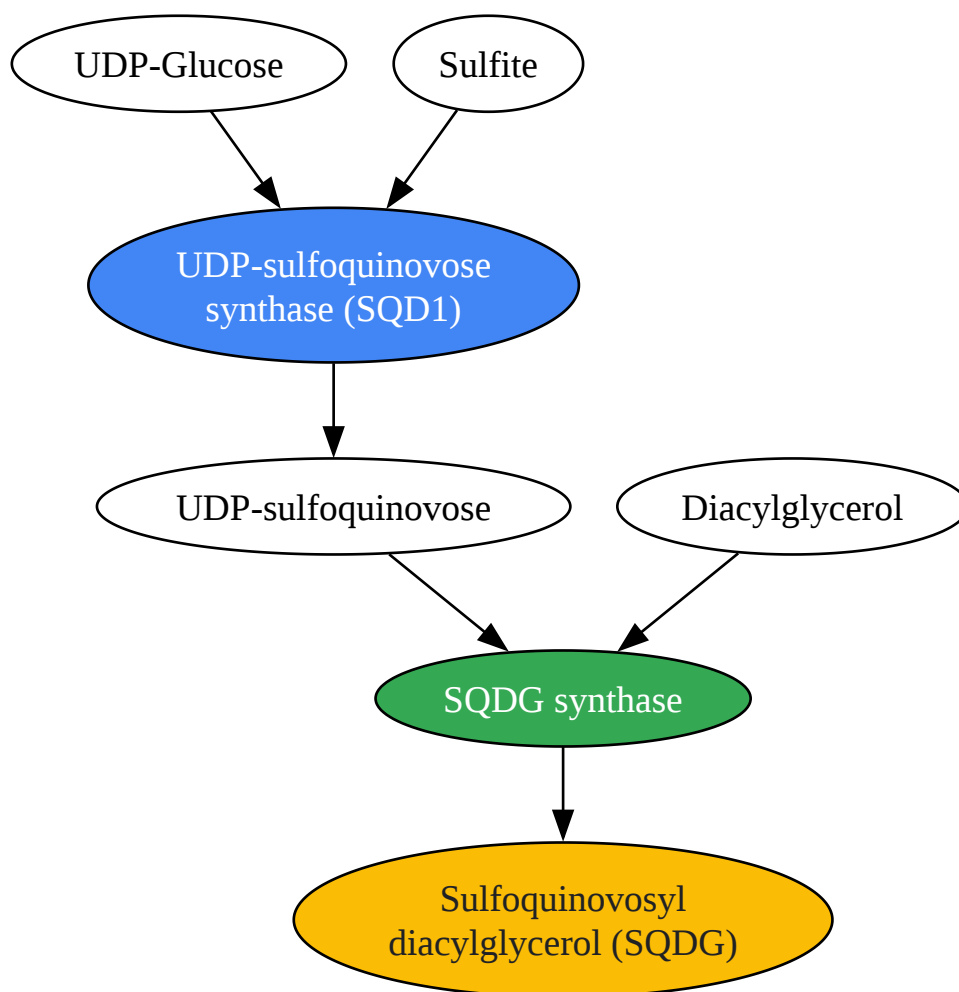 UDP-Glucose
Sulfite
UDP-sulfoquinovose
synthase (SQD1)
UDP-sulfoquinovose
Diacylglycerol
SQDG synthase
Sulfoquinovosyl
diacylglycerol (SQDG)